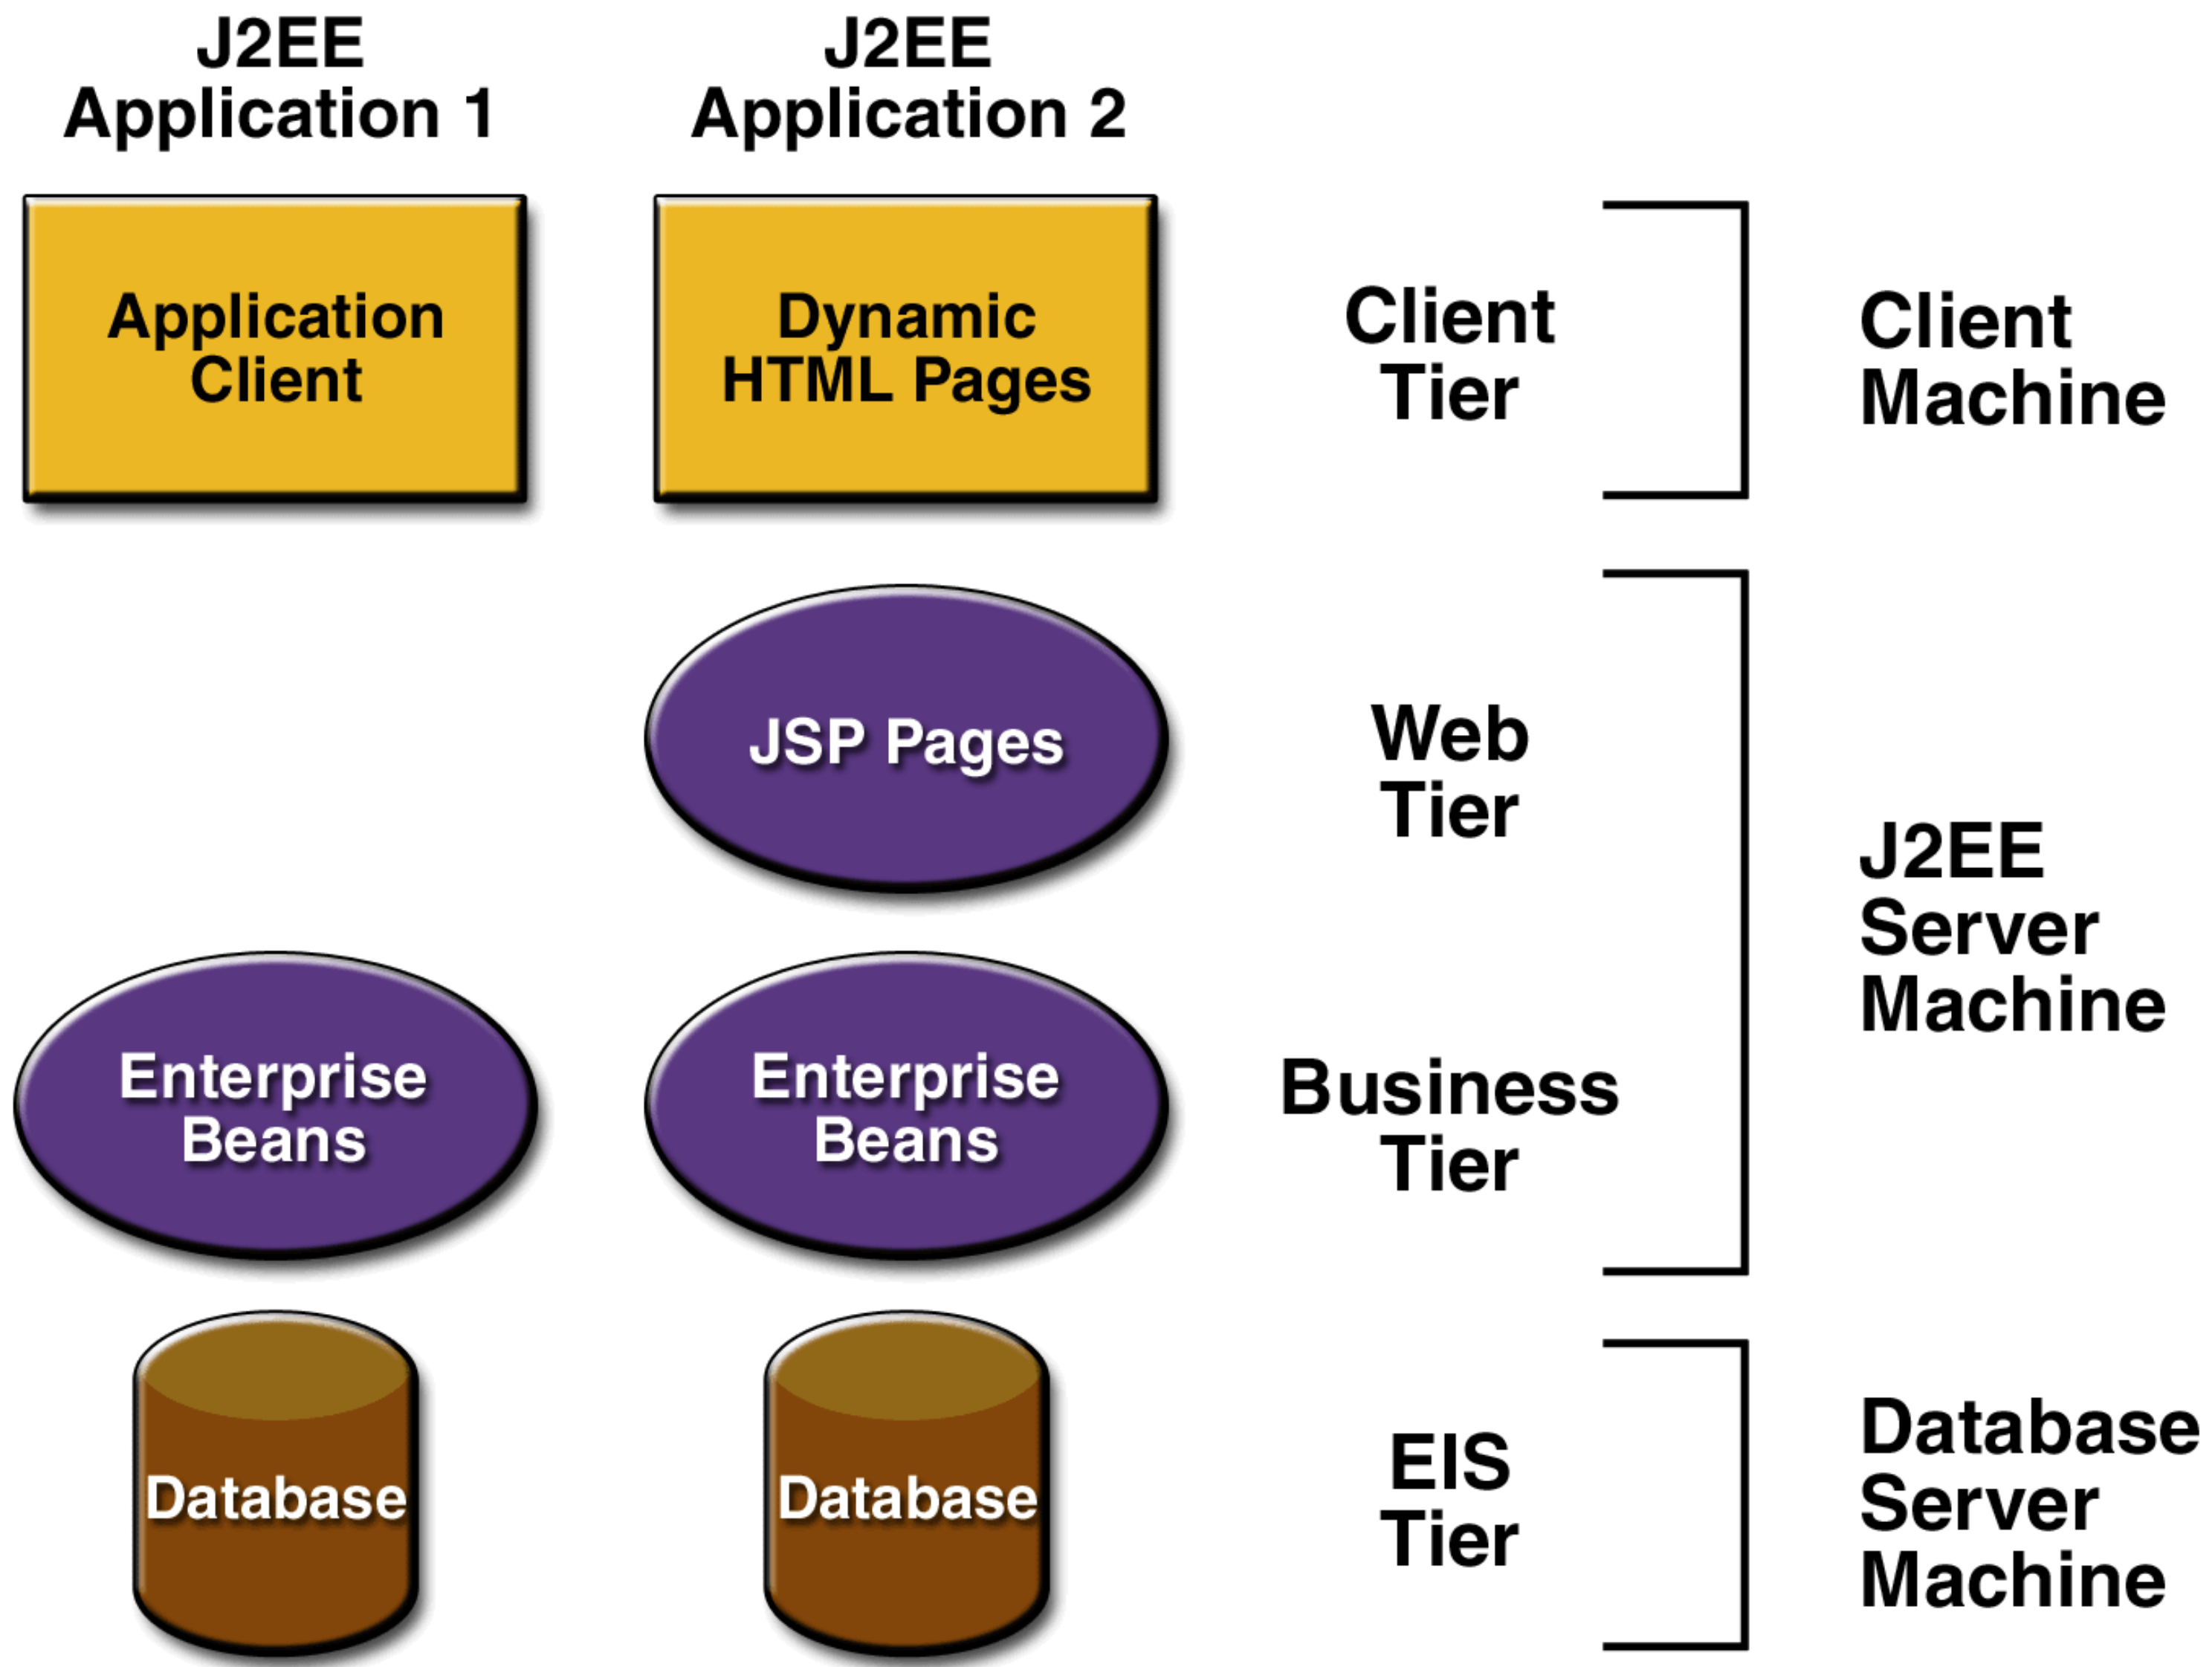 J2EE
Application 1
J2EE
Application 2
Application
Client
Dynamic
HTML Pages
Client
Tier
Client
Machine
JSP Pages
Web
Tier
J2EE
Server
Machine
Enterprise
Beans
Enterprise
Beans
Business
Tier
Database
Database
EIS
Tier
Database
Server
Machine